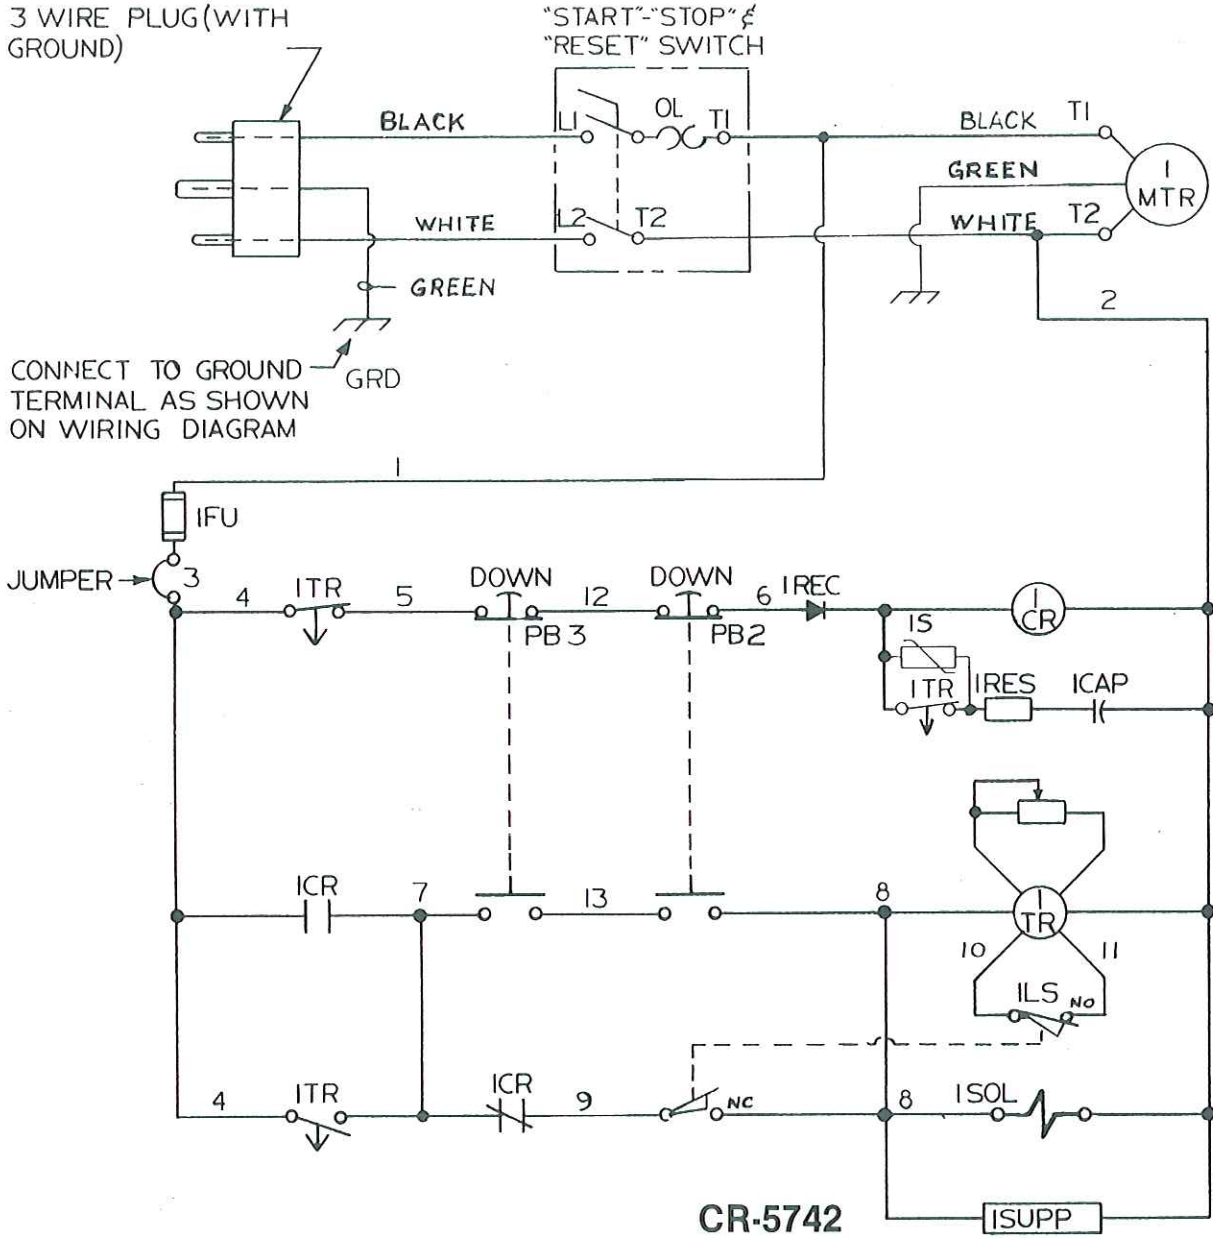 3 WIRE PLUG (WITH
GROUND)
"START"-"STOP" &
"RESET" SWITCH
BLACK
L1
OL
T1
BLACK
T1
GREEN
1
MTR
WHITE
L2
T2
WHITE
T2
GREEN
2
CONNECT TO GROUND
TERMINAL AS SHOWN
ON WIRING DIAGRAM
GRD
1
1FU
JUMPER
3
4
1TR
5
DOWN
PB3
12
DOWN
PB2
6
1REC
1
CR
1S
1TR
1RES
1CAP
1CR
7
13
8
1
TR
10
11
1LS
NO
4
1TR
1CR
9
NC
8
1SOL
CR-5742
1SUPP